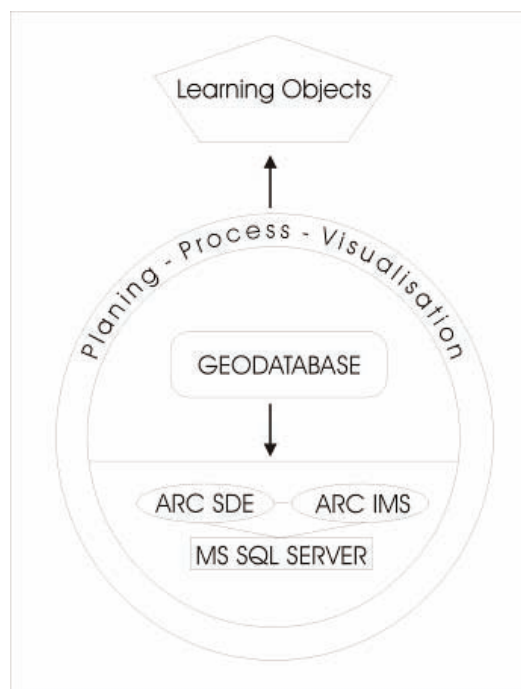 Learning Objects
Planing - Process - Visualisation
GEODATABASE
ARC SDE
ARC IMS
MS SQL SERVER